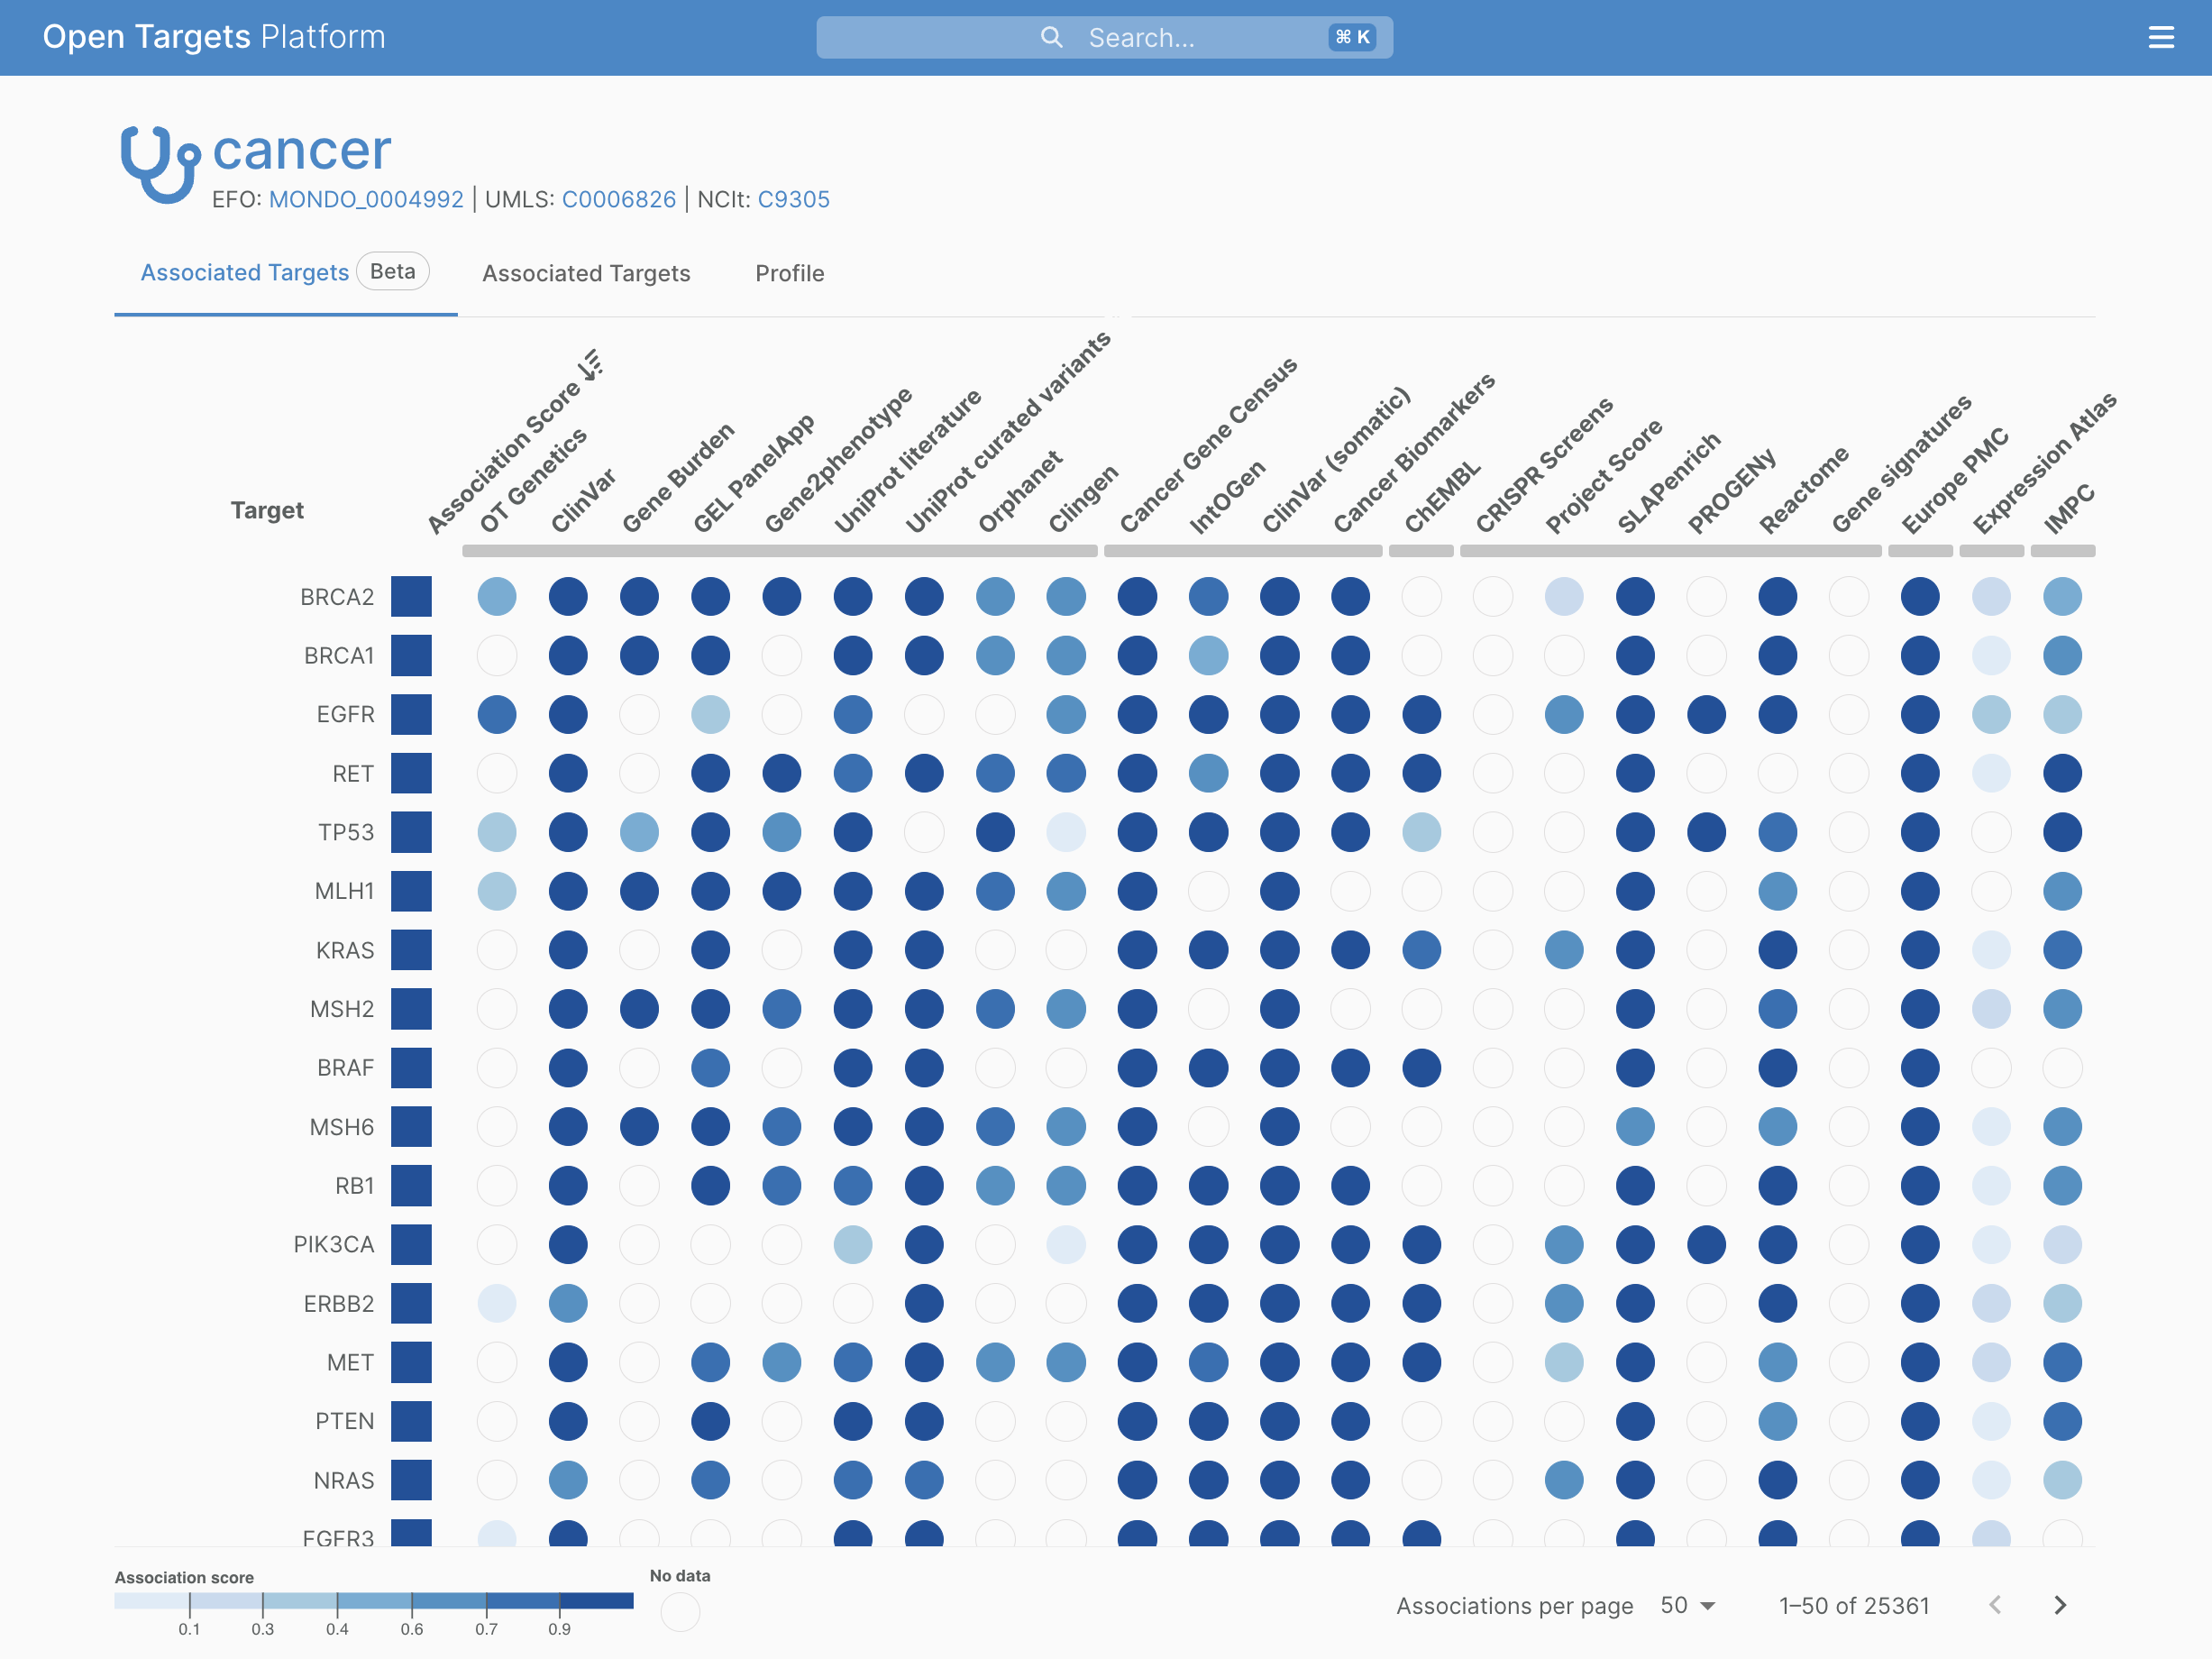 Open Targets Platform
Search...
⌘ K
cancer
EFO: MONDO_0004992 | UMLS: C0006826 | NCIt: C9305
Associated Targets Beta
Associated Targets
Profile
Target
Association Score
OT Genetics
ClinVar
Gene Burden
GEL PanelApp
Gene2phenotype
UniProt literature
UniProt curated variants
Orphanet
Clingen
Cancer Gene Census
IntOGen
ClinVar (somatic)
Cancer Biomarkers
ChEMBL
CRISPR Screens
Project Score
SLAPenrich
PROGENy
Reactome
Gene signatures
Europe PMC
Expression Atlas
IMPC
BRCA2
BRCA1
EGFR
RET
TP53
MLH1
KRAS
MSH2
BRAF
MSH6
RB1
PIK3CA
ERBB2
MET
PTEN
NRAS
FGFR3
Association score
0.1 0.3 0.4 0.6 0.7 0.9
No data
Associations per page 50
1–50 of 25361